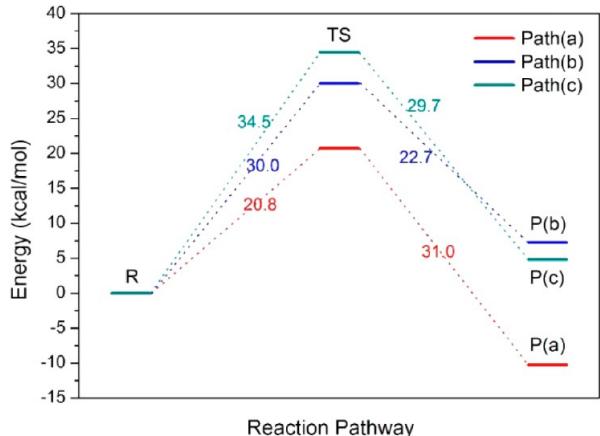 40
35
30
25
20
15
10
5
0
-5
-10
-15
Energy (kcal/mol)
Reaction Pathway
R
TS
Path(a)
Path(b)
Path(c)
34.5
30.0
20.8
29.7
22.7
31.0
P(b)
P(c)
P(a)